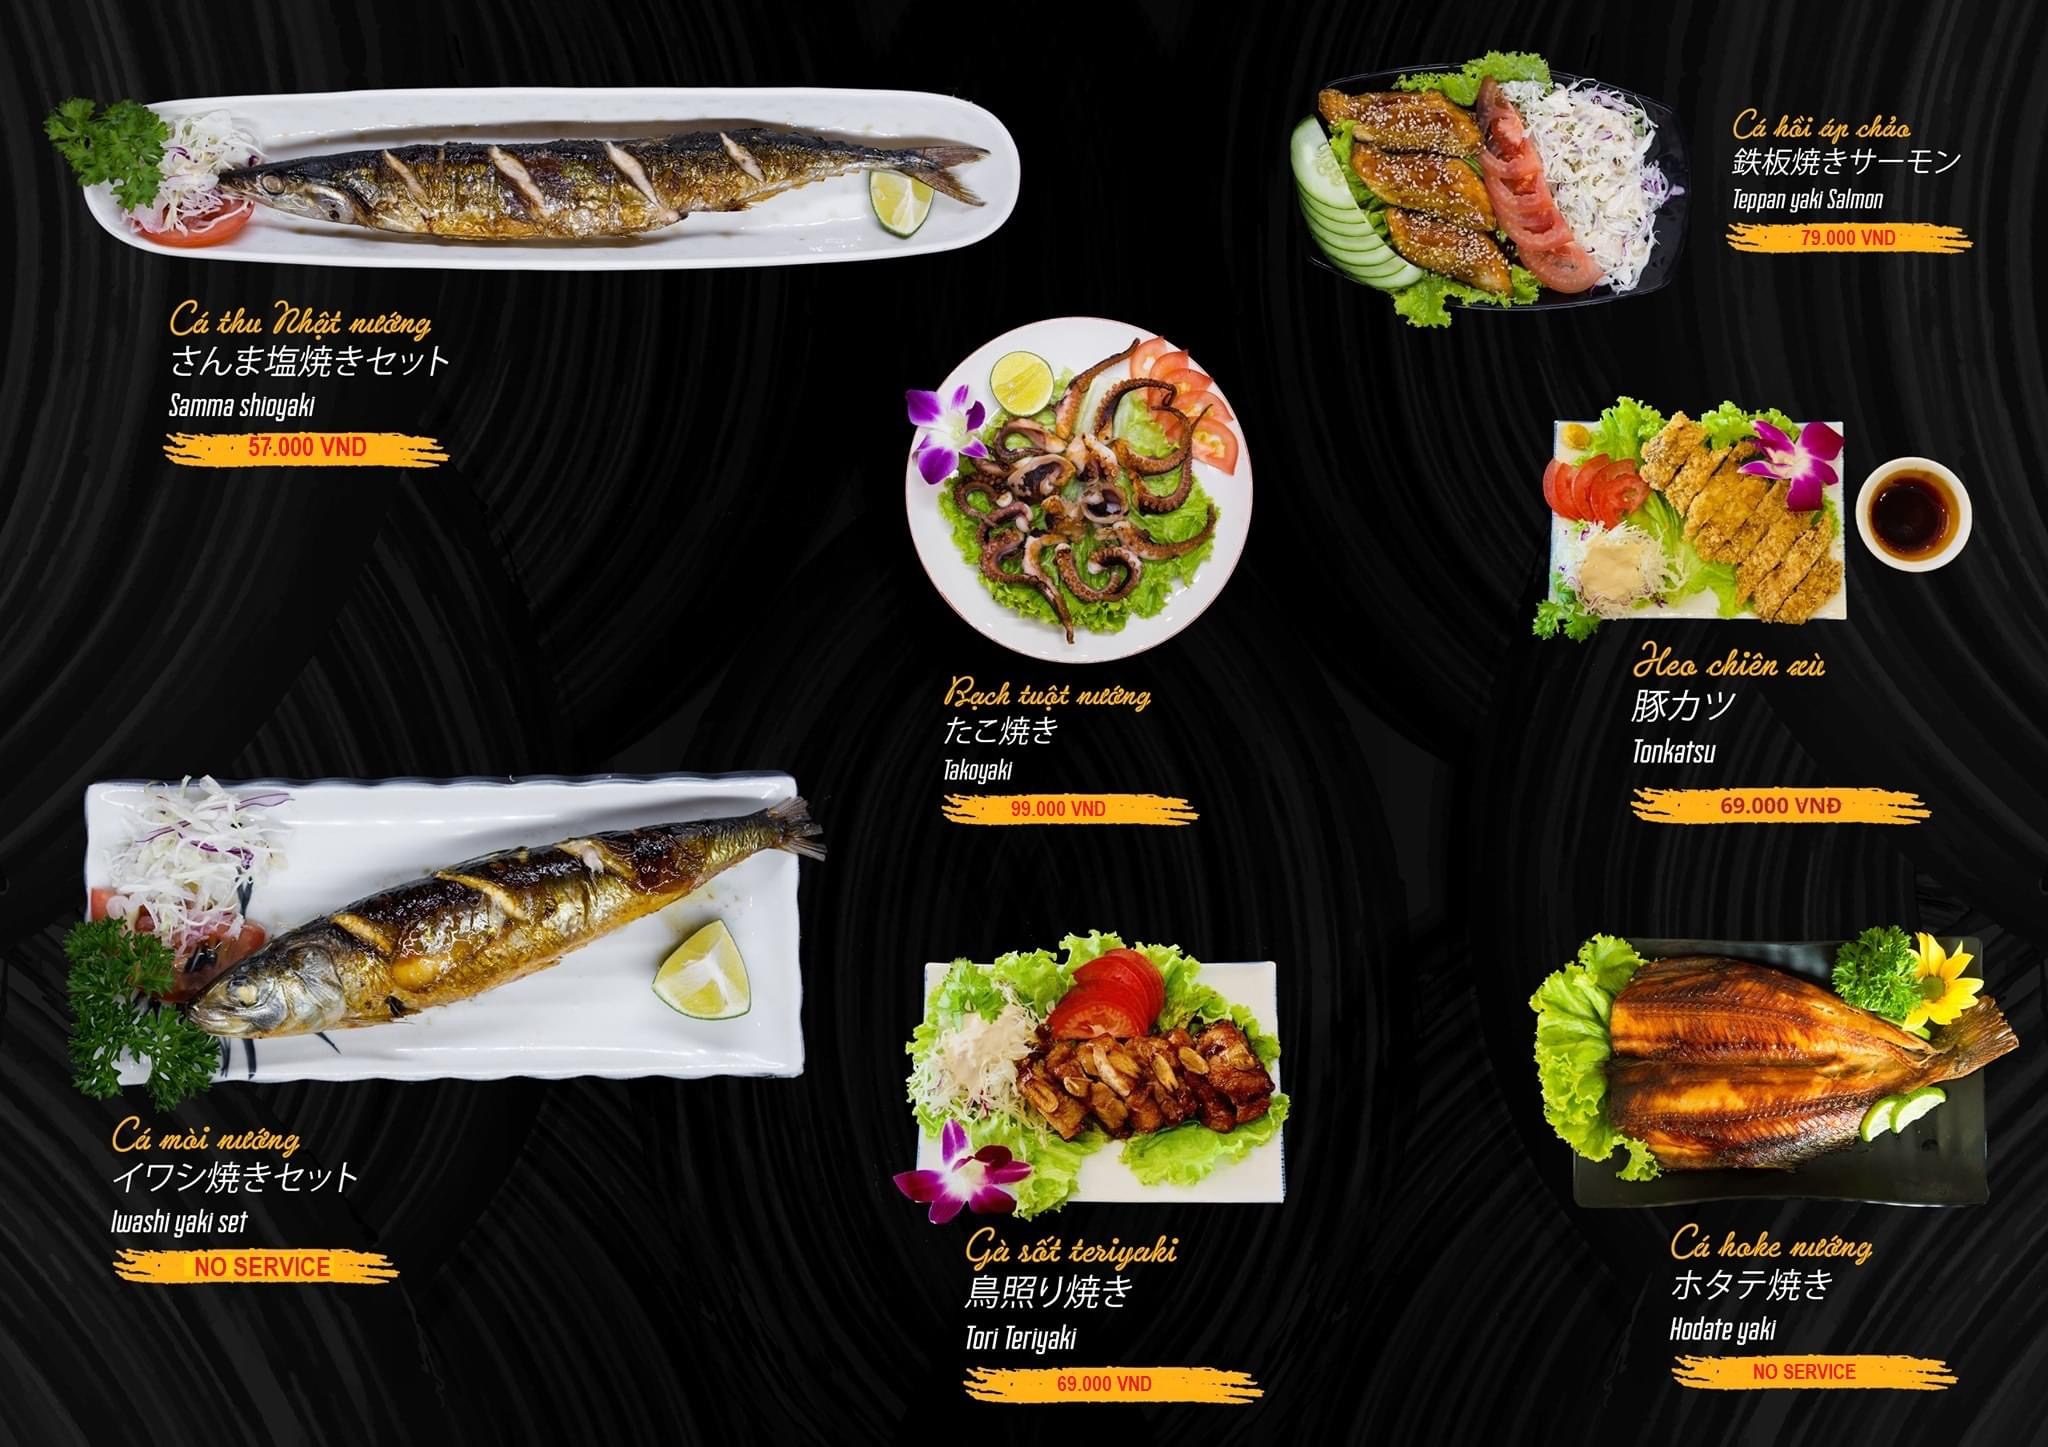 Cá thu Nhật nướng
さんま塩焼きセット
Samma shioyaki
57.000 VND
Cá hồi áp chảo
鉄板焼きサーモン
Teppan yaki Salmon
79.000 VND
Bạch tuột nướng
たこ焼き
Takoyaki
99.000 VND
Heo chiên xù
豚カツ
Tonkatsu
69.000 VNĐ
Cá mòi nướng
イワシ焼きセット
Iwashi yaki set
NO SERVICE
Gà sốt teriyaki
鳥照り焼き
Tori Teriyaki
69.000 VND
Cá hoke nướng
ホタテ焼き
Hodate yaki
NO SERVICE